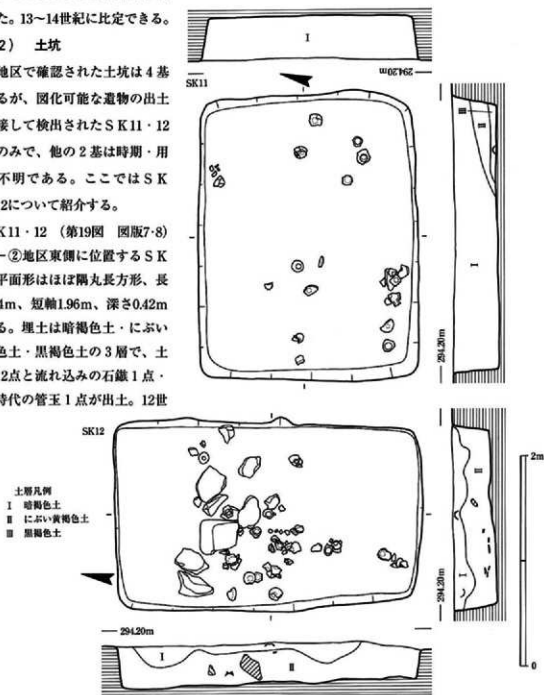 た。13〜14世紀に比定できる。
2） 土坑
地区で確認された土坑は4基
るが、図化可能な遺物の出土
接して検出されたSK11・12
のみで、他の2基は時期・用
不明である。ここではSK
2について紹介する。
K11・12 （第19図 図版7・8）
-②地区東側に位置するSK
平面形はほぼ隅丸長方形、長
4m、短軸1.96m、深さ0.42m
る。埋土は暗褐色土・にぶい
色土・黒褐色土の3層で、土
2点と流れ込みの石鏃1点・
時代の管玉1点が出土。12世
I
SK11
294.20m
III
II
I
294.20m
SK12
土層凡例
I 暗褐色土
II にぶい黄褐色土
III 黒褐色土
III
I
294.20m
2m
0
294.20m
I
II